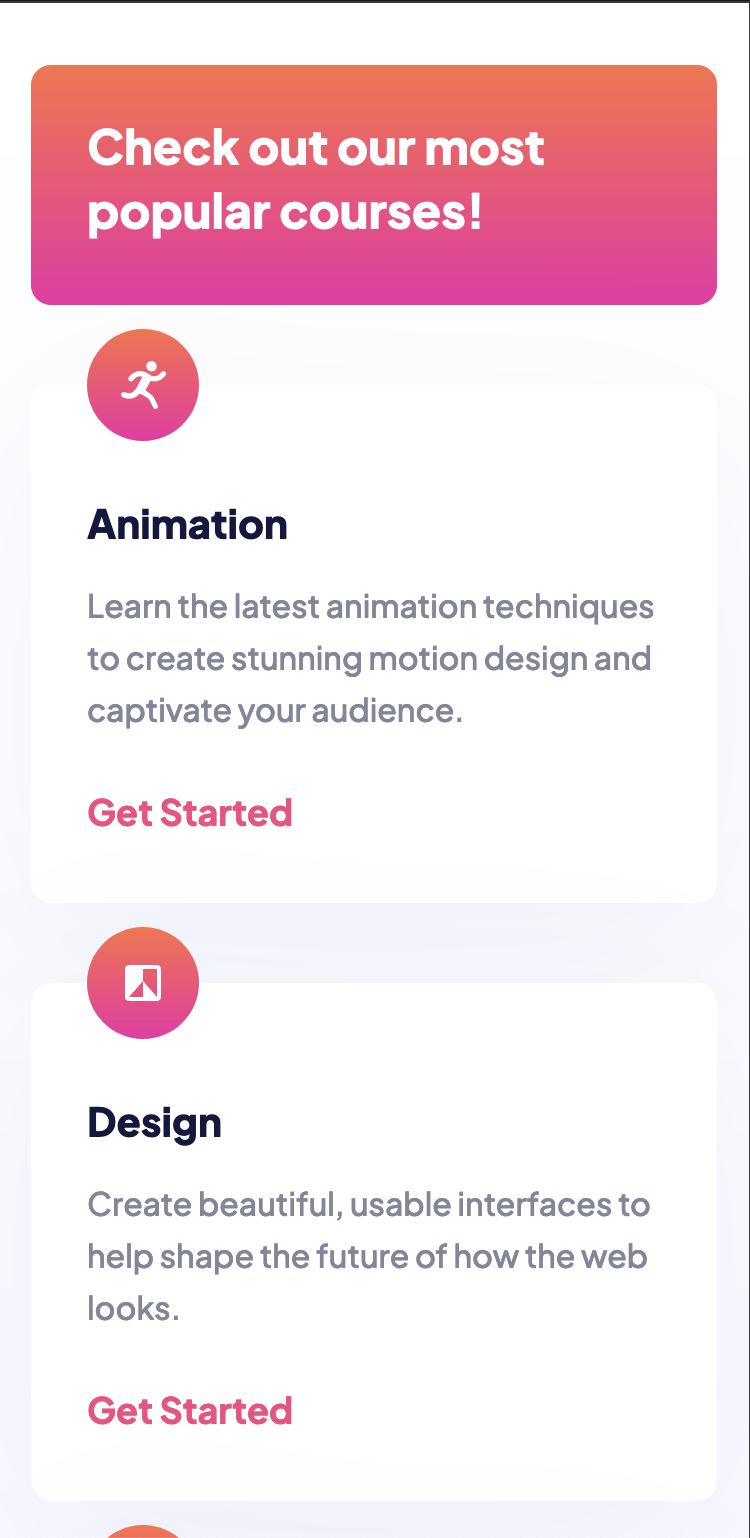 Check out our most
popular courses!
Animation
Learn the latest animation techniques
to create stunning motion design and
captivate your audience.
Get Started
Design
Create beautiful, usable interfaces to
help shape the future of how the web
looks.
Get Started